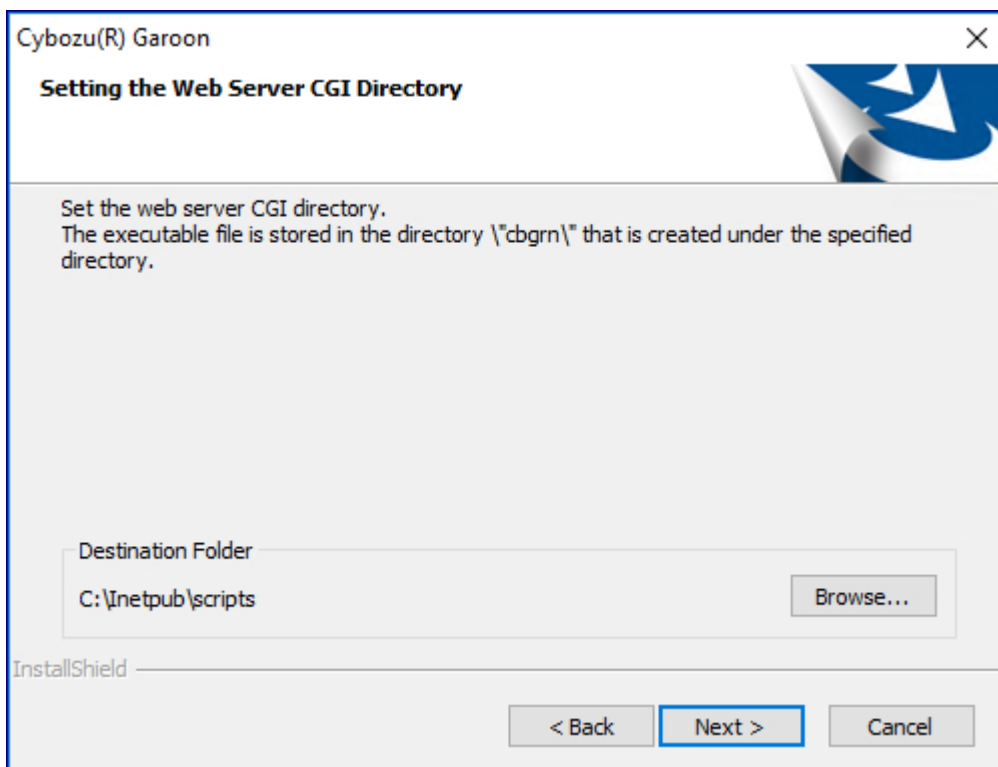 Cybozu(R) Garoon
Setting the Web Server CGI Directory
Set the web server CGI directory.
The executable file is stored in the directory \"cbgrn\" that is created under the specified
directory.
Destination Folder
C:\Inetpub\scripts
Browse...
InstallShield
< Back
Next >
Cancel